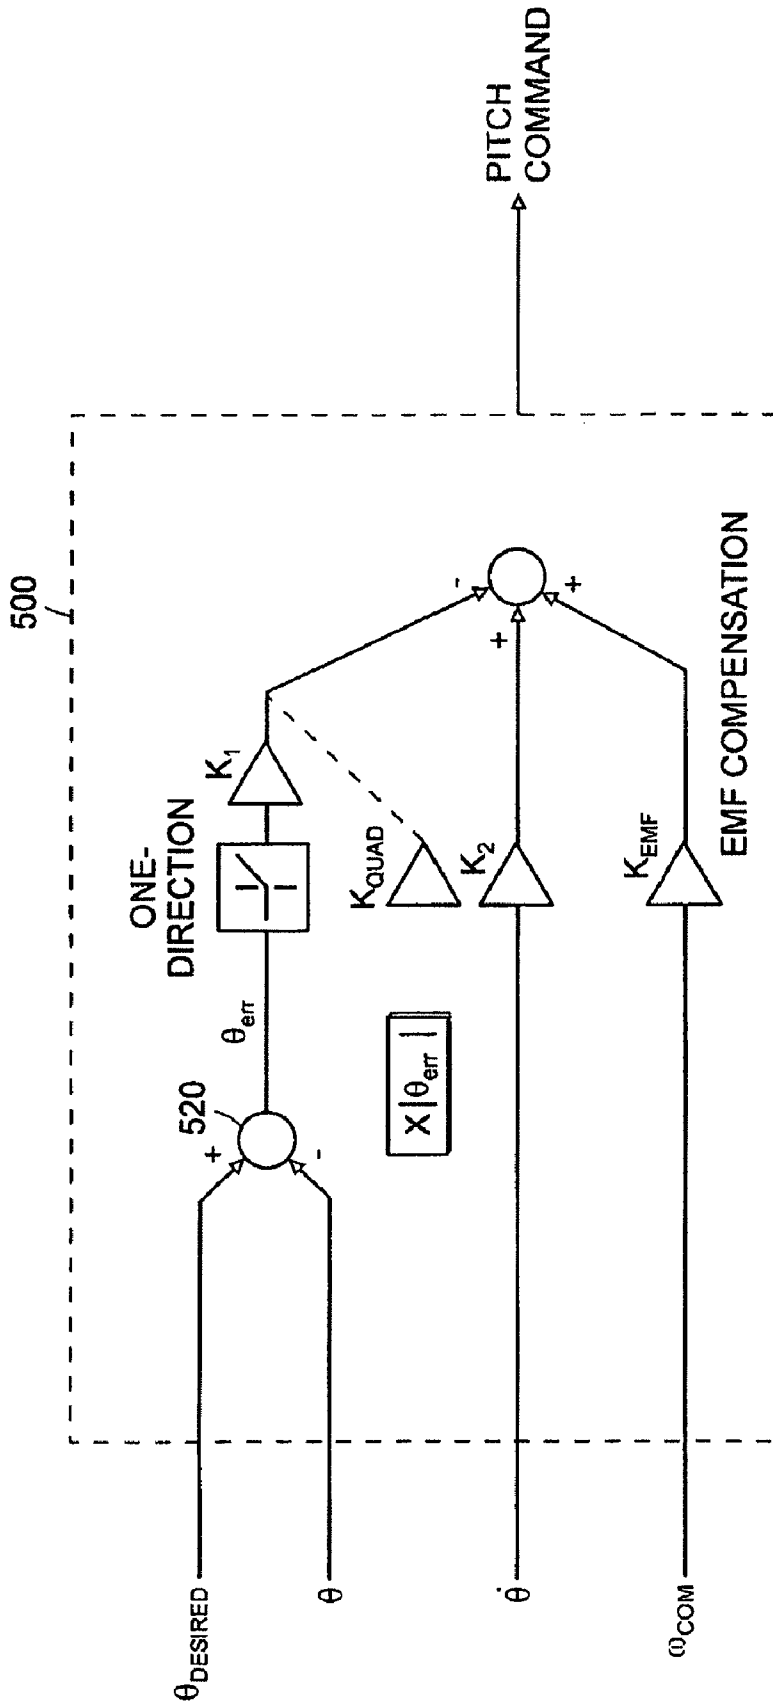 500
θDESIRED
+
520
θerr
-
θ
ONE-
DIRECTION
K1
-
X |θerr|
KQUAD
θ̇
K2
+
PITCH
COMMAND
ωCOM
KEMF
+
EMF COMPENSATION